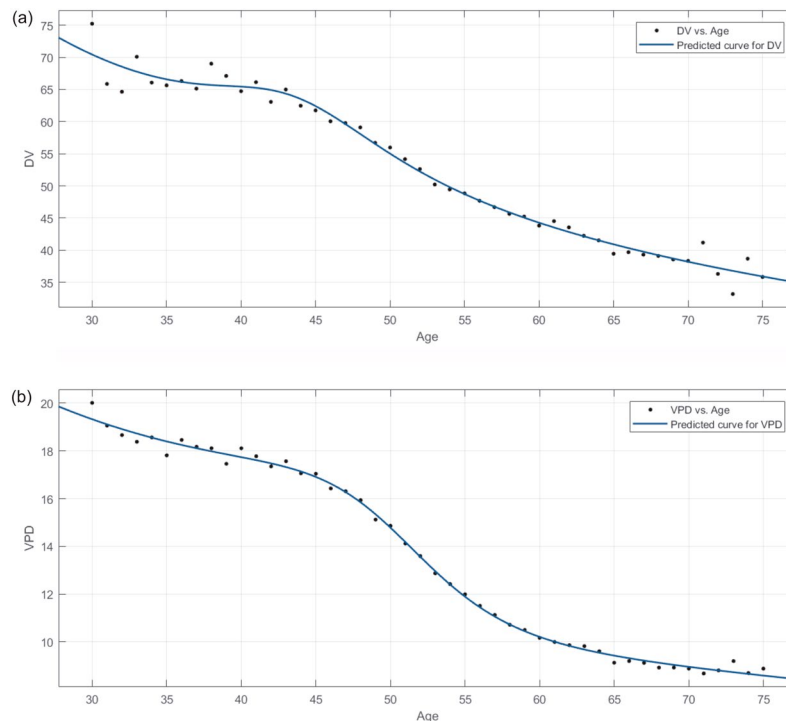 (a)
75
70
65
60
55
50
45
40
35
DV
DV vs. Age
Predicted curve for DV
30 35 40 45 50 55 60 65 70 75
Age
(b)
20
18
16
14
12
10
VPD
VPD vs. Age
Predicted curve for VPD
30 35 40 45 50 55 60 65 70 75
Age